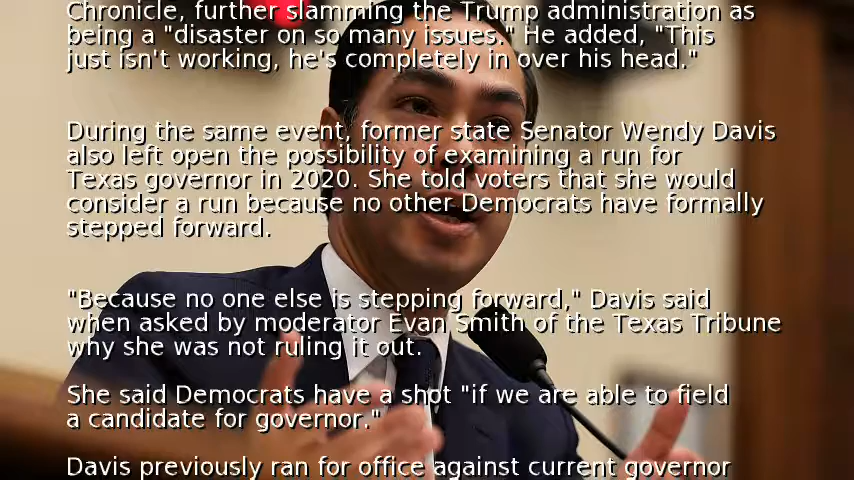 Chronicle, further slamming the Trump administration as
being a "disaster on so many issues." He added, "This
just isn't working, he's completely in over his head."
During the same event, former state Senator Wendy Davis
also left open the possibility of examining a run for
Texas governor in 2020. She told voters that she would
consider a run because no other Democrats have formally
stepped forward.
"Because no one else is stepping forward," Davis said
when asked by moderator Evan Smith of the Texas Tribune
why she was not ruling it out.
She said Democrats have a shot "if we are able to field
a candidate for governor."
Davis previously ran for office against current governor